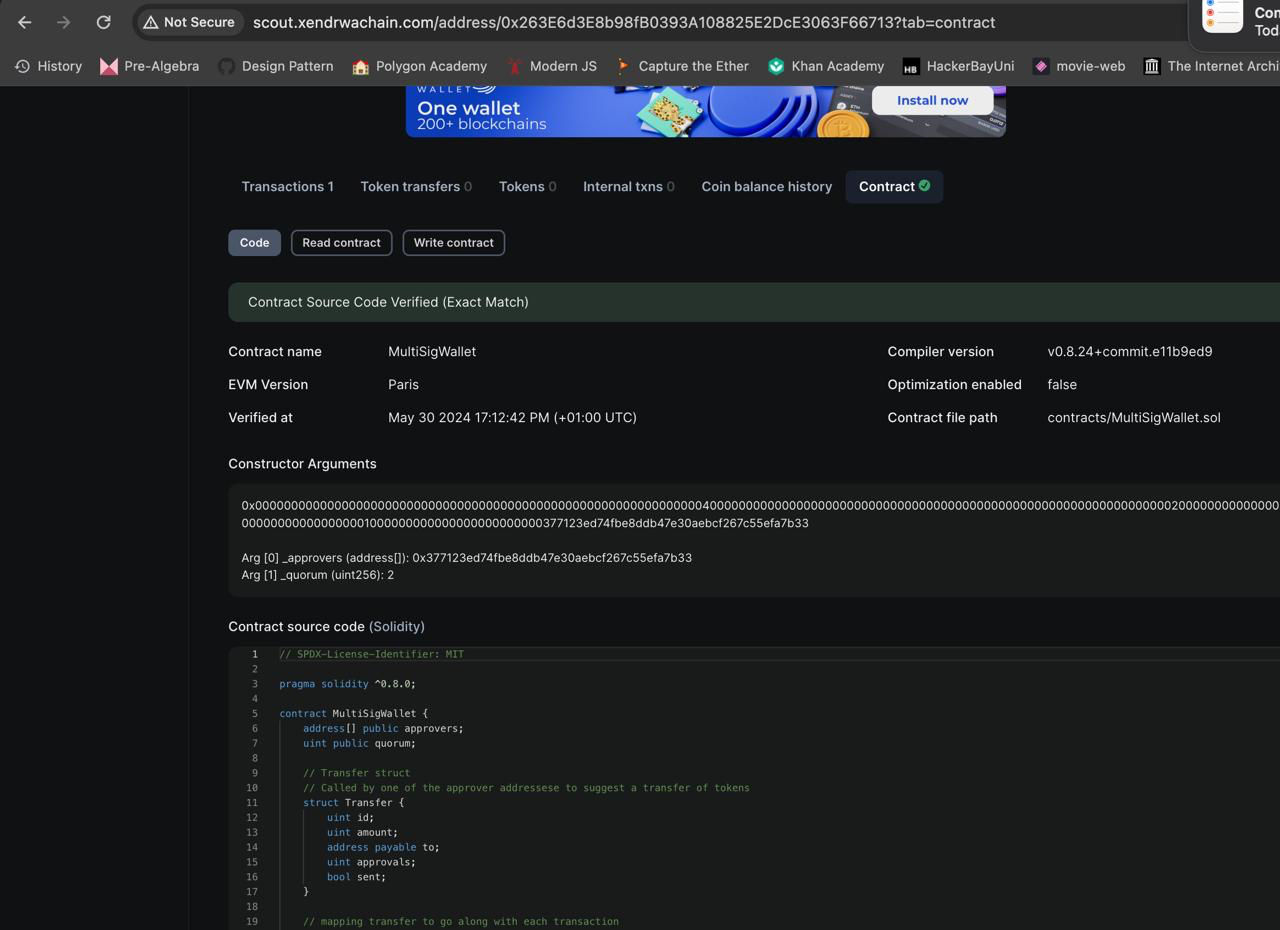 Not Secure scout.xendrwachain.com/address/0x263E6d3E8b98fB0393A108825E2DcE3063F66713?tab=contract
Con
Toda
History Pre-Algebra Design Pattern Polygon Academy Modern JS Capture the Ether Khan Academy HB HackerBayUni movie-web The Internet Archi
WALLET
One wallet
200+ blockchains
Install now
Transactions 1 Token transfers 0 Tokens 0 Internal txns 0 Coin balance history Contract
Code Read contract Write contract
Contract Source Code Verified (Exact Match)
Contract name MultiSigWallet Compiler version v0.8.24+commit.e11b9ed9
EVM Version Paris Optimization enabled false
Verified at May 30 2024 17:12:42 PM (+01:00 UTC) Contract file path contracts/MultiSigWallet.sol
Constructor Arguments
Arg [0] _approvers (address[]): 0x377123ed74fbe8ddb47e30aebcf267c55efa7b33
Arg [1] _quorum (uint256): 2
Contract source code (Solidity)
1 // SPDX-License-Identifier: MIT
2
3 pragma solidity ^0.8.0;
4
5 contract MultiSigWallet {
6 address[] public approvers;
7 uint public quorum;
8
9 // Transfer struct
10 // Called by one of the approver addressese to suggest a transfer of tokens
11 struct Transfer {
12 uint id;
13 uint amount;
14 address payable to;
15 uint approvals;
16 bool sent;
17 }
18
19 // mapping transfer to go along with each transaction